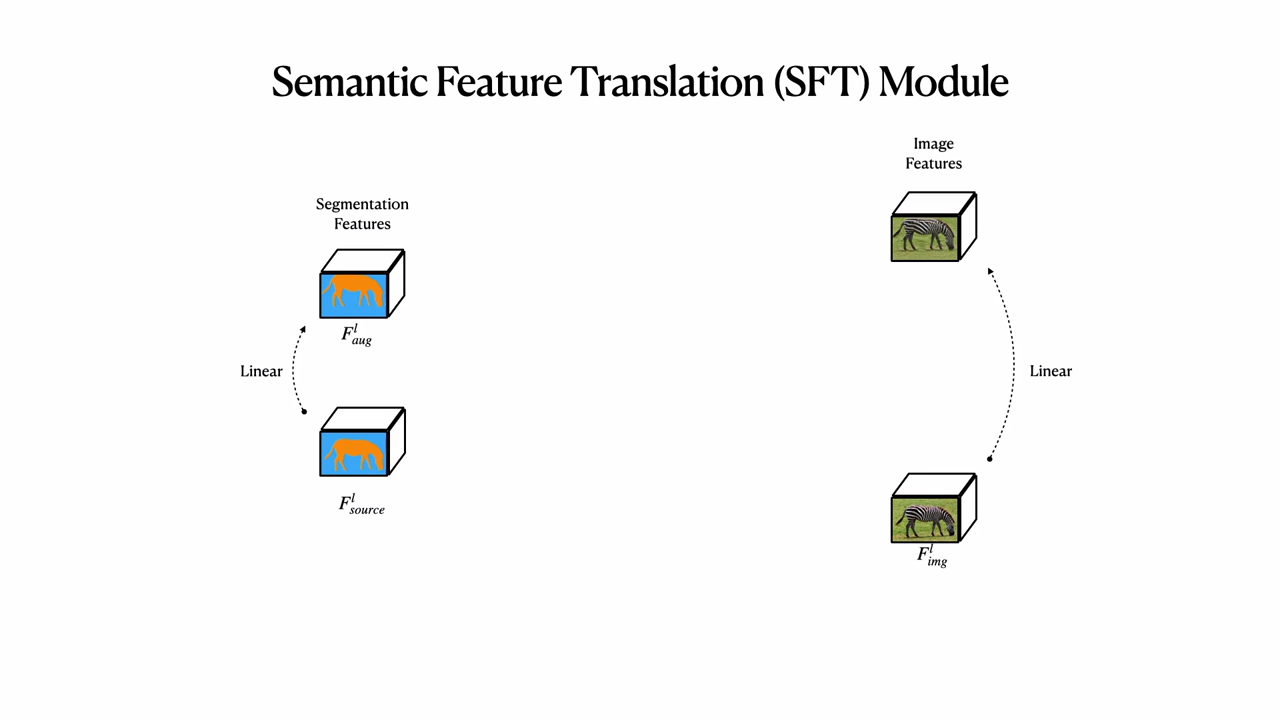 Semantic Feature Translation (SFT) Module
Segmentation
Features
F^l_aug
Linear
F^l_source
Image
Features
Linear
F^l_img